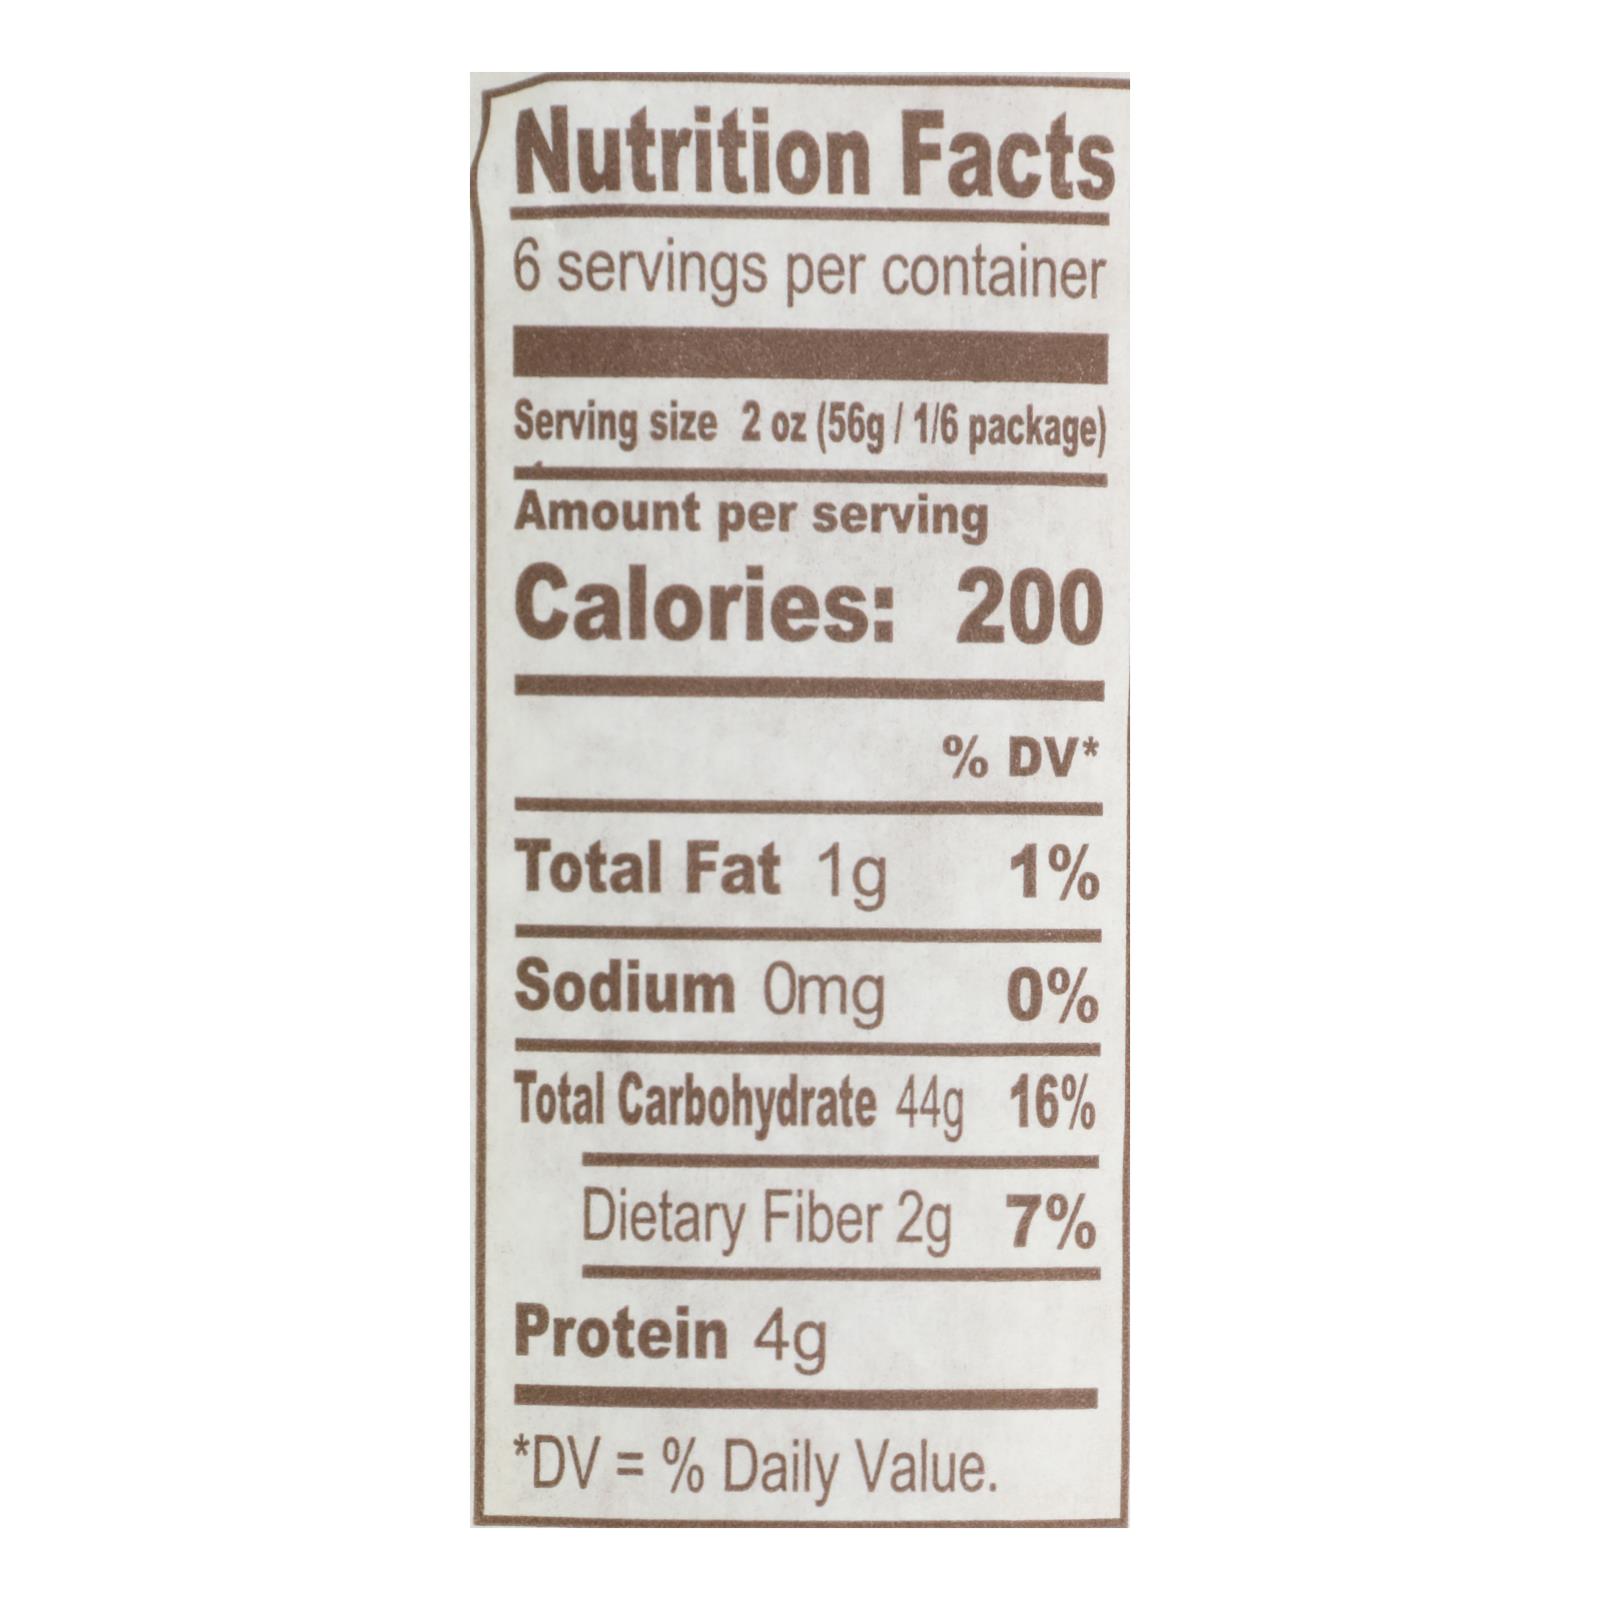 Nutrition Facts
6 servings per container
Serving size 2 oz (56g / 1/6 package)
Amount per serving
Calories: 200
% DV*
Total Fat 1g 1%
Sodium 0mg 0%
Total Carbohydrate 44g 16%
Dietary Fiber 2g 7%
Protein 4g
*DV = % Daily Value.